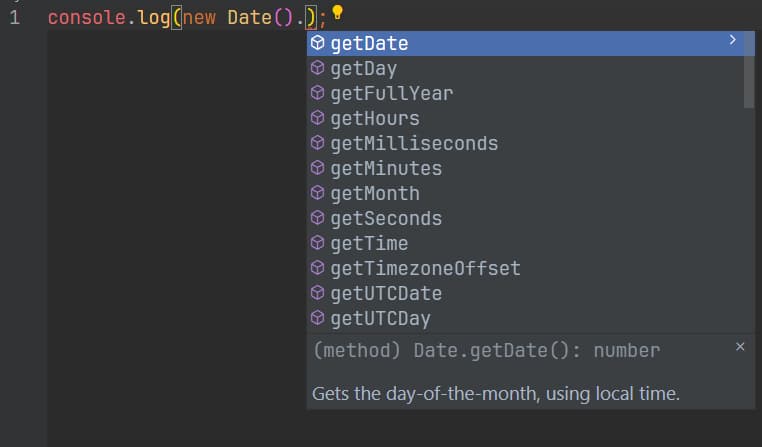 1 console.log(new Date().);
getDate
getDay
getFullYear
getHours
getMilliseconds
getMinutes
getMonth
getSeconds
getTime
getTimezoneOffset
getUTCDate
getUTCDay
(method) Date.getDate(): number
Gets the day-of-the-month, using local time.